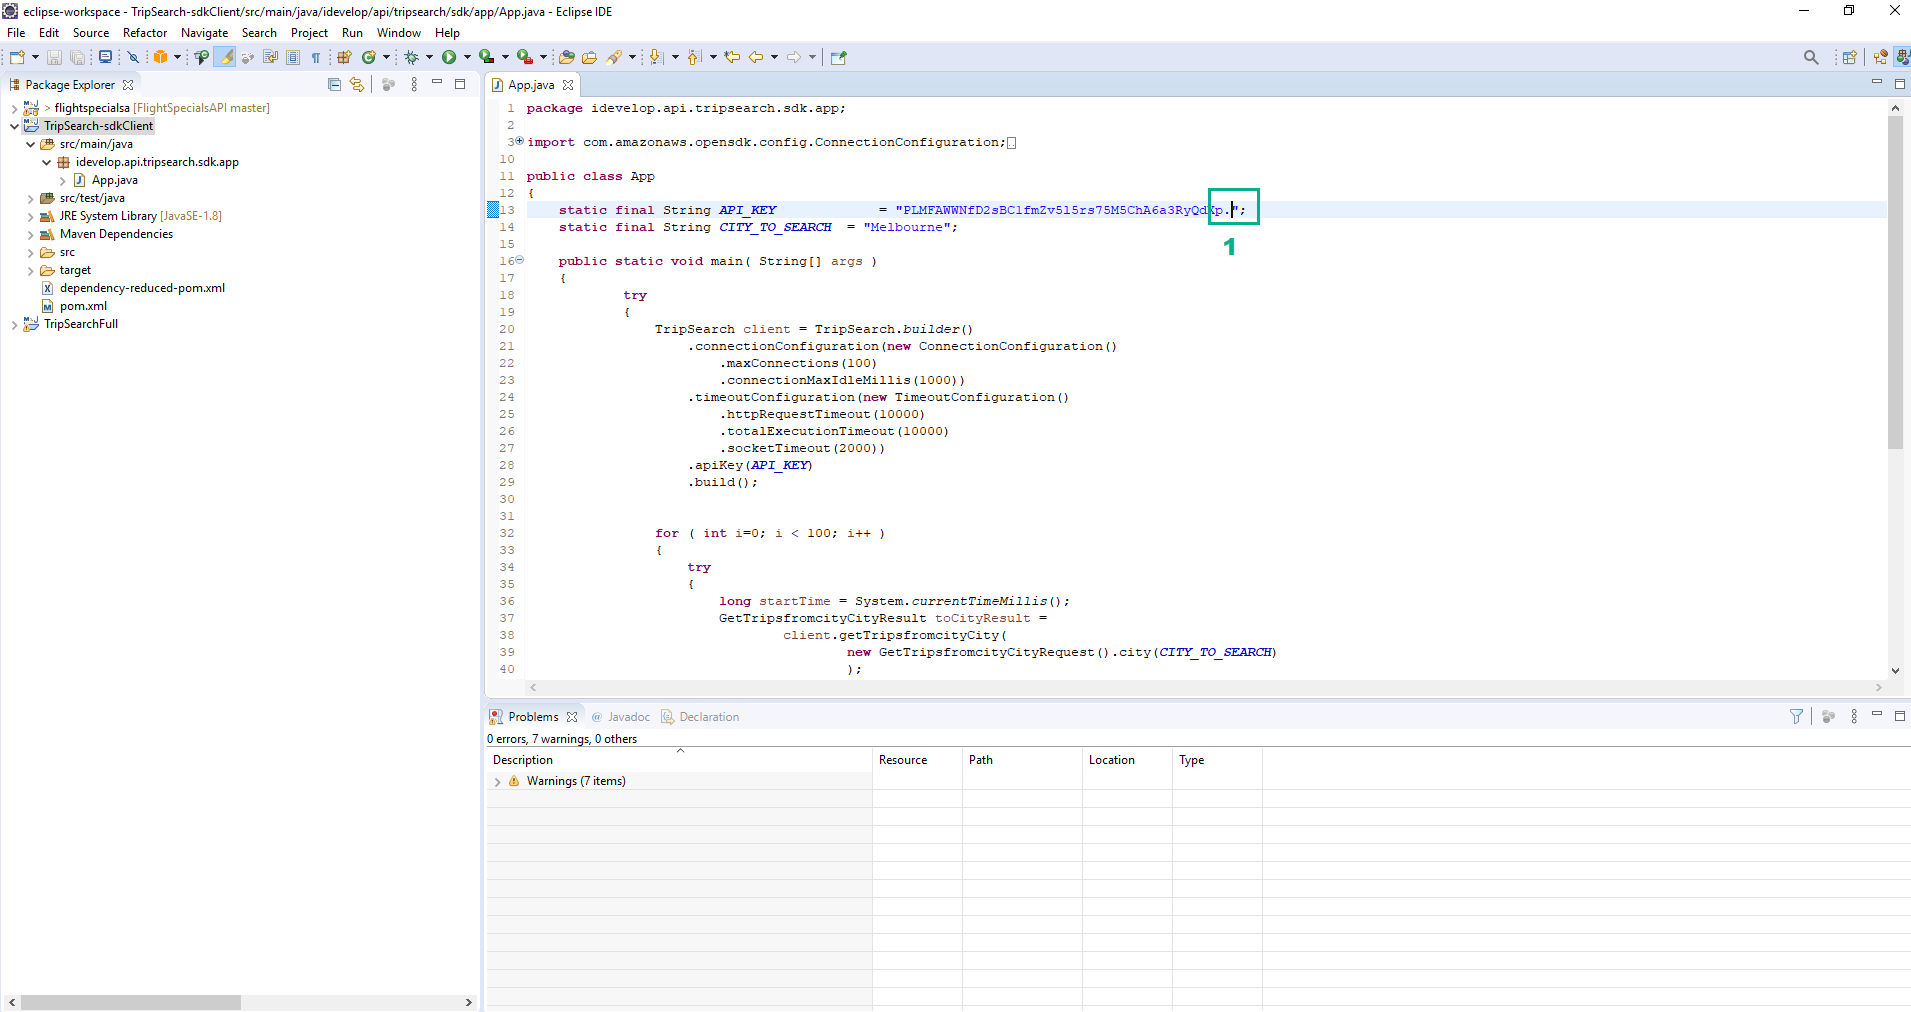 eclipse-workspace - TripSearch-sdkClient/src/main/java/idevelop/api/tripsearch/sdk/app/App.java - Eclipse IDE
File Edit Source Refactor Navigate Search Project Run Window Help
Package Explorer
> flightspecialsa [FlightSpecialsAPI master]
TripSearch-sdkClient
src/main/java
idevelop.api.tripsearch.sdk.app
App.java
src/test/java
JRE System Library [JavaSE-1.8]
Maven Dependencies
src
target
dependency-reduced-pom.xml
pom.xml
TripSearchFull
App.java
1 package idevelop.api.tripsearch.sdk.app;
2
3 import com.amazonaws.opensdk.config.ConnectionConfiguration;
10
11 public class App
12 {
13 static final String API_KEY = "PLMFAWWNfD2sBClfmZv5l5rs75M5ChA6a3RyQdXp.";
14 static final String CITY_TO_SEARCH = "Melbourne";
1
15
16 public static void main( String[] args )
17 {
18 try
19 {
20 TripSearch client = TripSearch.builder()
21 .connectionConfiguration(new ConnectionConfiguration()
22 .maxConnections(100)
23 .connectionMaxIdleMillis(1000))
24 .timeoutConfiguration(new TimeoutConfiguration()
25 .httpRequestTimeout(10000)
26 .totalExecutionTimeout(10000)
27 .socketTimeout(2000))
28 .apiKey(API_KEY)
29 .build();
30
31
32 for ( int i=0; i < 100; i++ )
33 {
34 try
35 {
36 long startTime = System.currentTimeMillis();
37 GetTripsfromcityCityResult toCityResult =
38 client.getTripsfromcityCity(
39 new GetTripsfromcityCityRequest().city(CITY_TO_SEARCH)
40 );
Problems @ Javadoc Declaration
0 errors, 7 warnings, 0 others
Description Resource Path Location Type
Warnings (7 items)